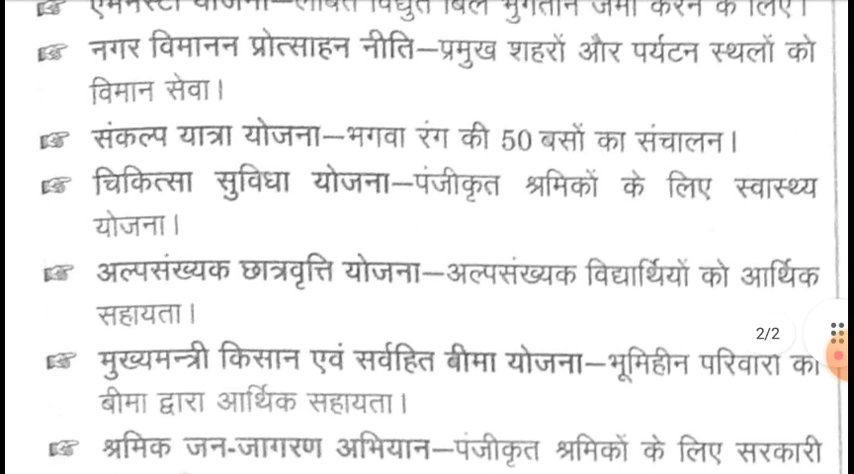 एमनेस्टी योजना—लंबित विद्युत बिल भुगतान जमा करने के लिए।
नगर विमानन प्रोत्साहन नीति—प्रमुख शहरों और पर्यटन स्थलों को
विमान सेवा।
संकल्प यात्रा योजना—भगवा रंग की 50 बसों का संचालन।
चिकित्सा सुविधा योजना—पंजीकृत श्रमिकों के लिए स्वास्थ्य
योजना।
अल्पसंख्यक छात्रवृत्ति योजना—अल्पसंख्यक विद्यार्थियों को आर्थिक
सहायता।
2/2
मुख्यमन्त्री किसान एवं सर्वहित बीमा योजना—भूमिहीन परिवारों को
बीमा द्वारा आर्थिक सहायता।
श्रमिक जन-जागरण अभियान—पंजीकृत श्रमिकों के लिए सरकारी